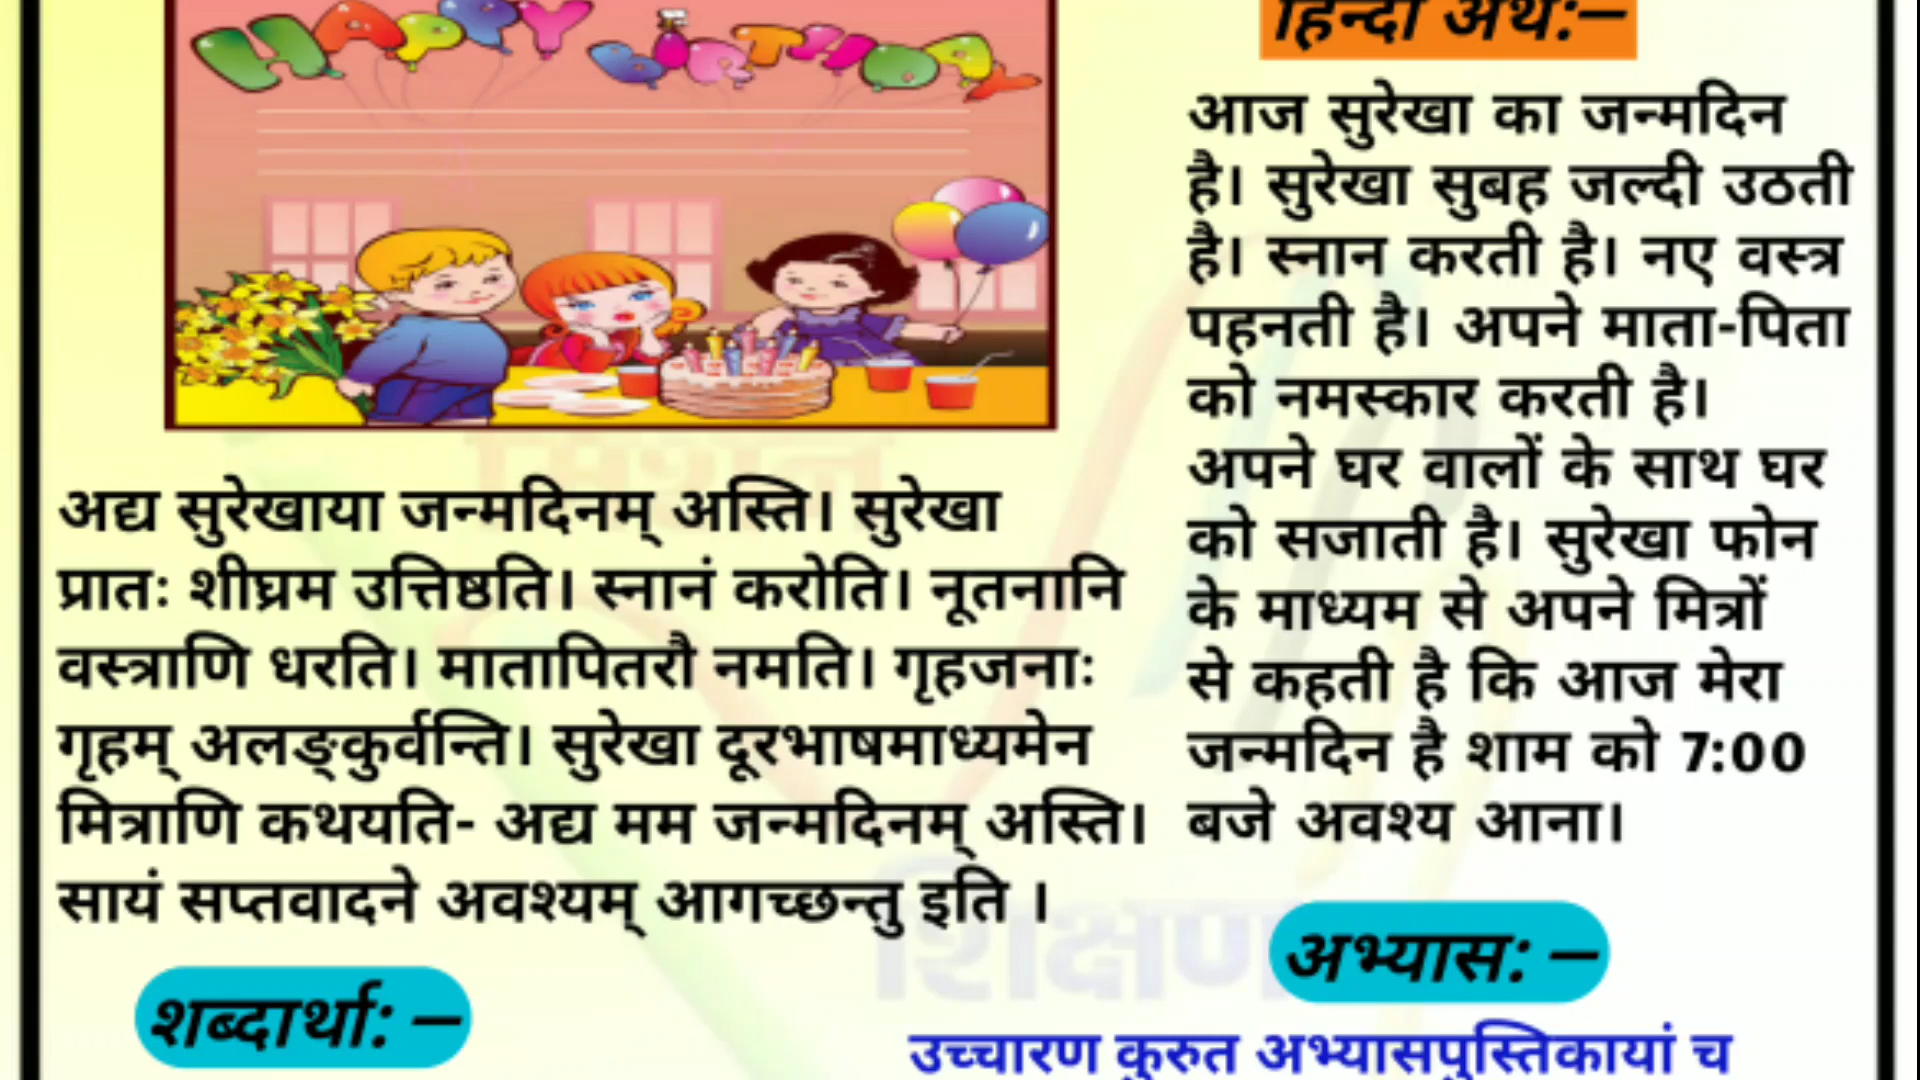 HAPPY BIRTHDAY
अद्य सुरेखाया जन्मदिनम् अस्ति। सुरेखा
प्रातः शीघ्रम उत्तिष्ठति। स्नानं करोति। नूतनानि
वस्त्राणि धरति। मातापितरौ नमति। गृहजनाः
गृहम् अलङ्कुर्वन्ति। सुरेखा दूरभाषमाध्यमेन
मित्राणि कथयति- अद्य मम जन्मदिनम् अस्ति।
सायं सप्तवादने अवश्यम् आगच्छन्तु इति ।
शब्दार्था: –
हिन्दी अर्थ:–
आज सुरेखा का जन्मदिन
है। सुरेखा सुबह जल्दी उठती
है। स्नान करती है। नए वस्त्र
पहनती है। अपने माता-पिता
को नमस्कार करती है।
अपने घर वालों के साथ घर
को सजाती है। सुरेखा फोन
के माध्यम से अपने मित्रों
से कहती है कि आज मेरा
जन्मदिन है शाम को 7:00
बजे अवश्य आना।
अभ्यास: –
उच्चारण कुरुत अभ्यासपुस्तिकायां च
मिशन
शिक्षण